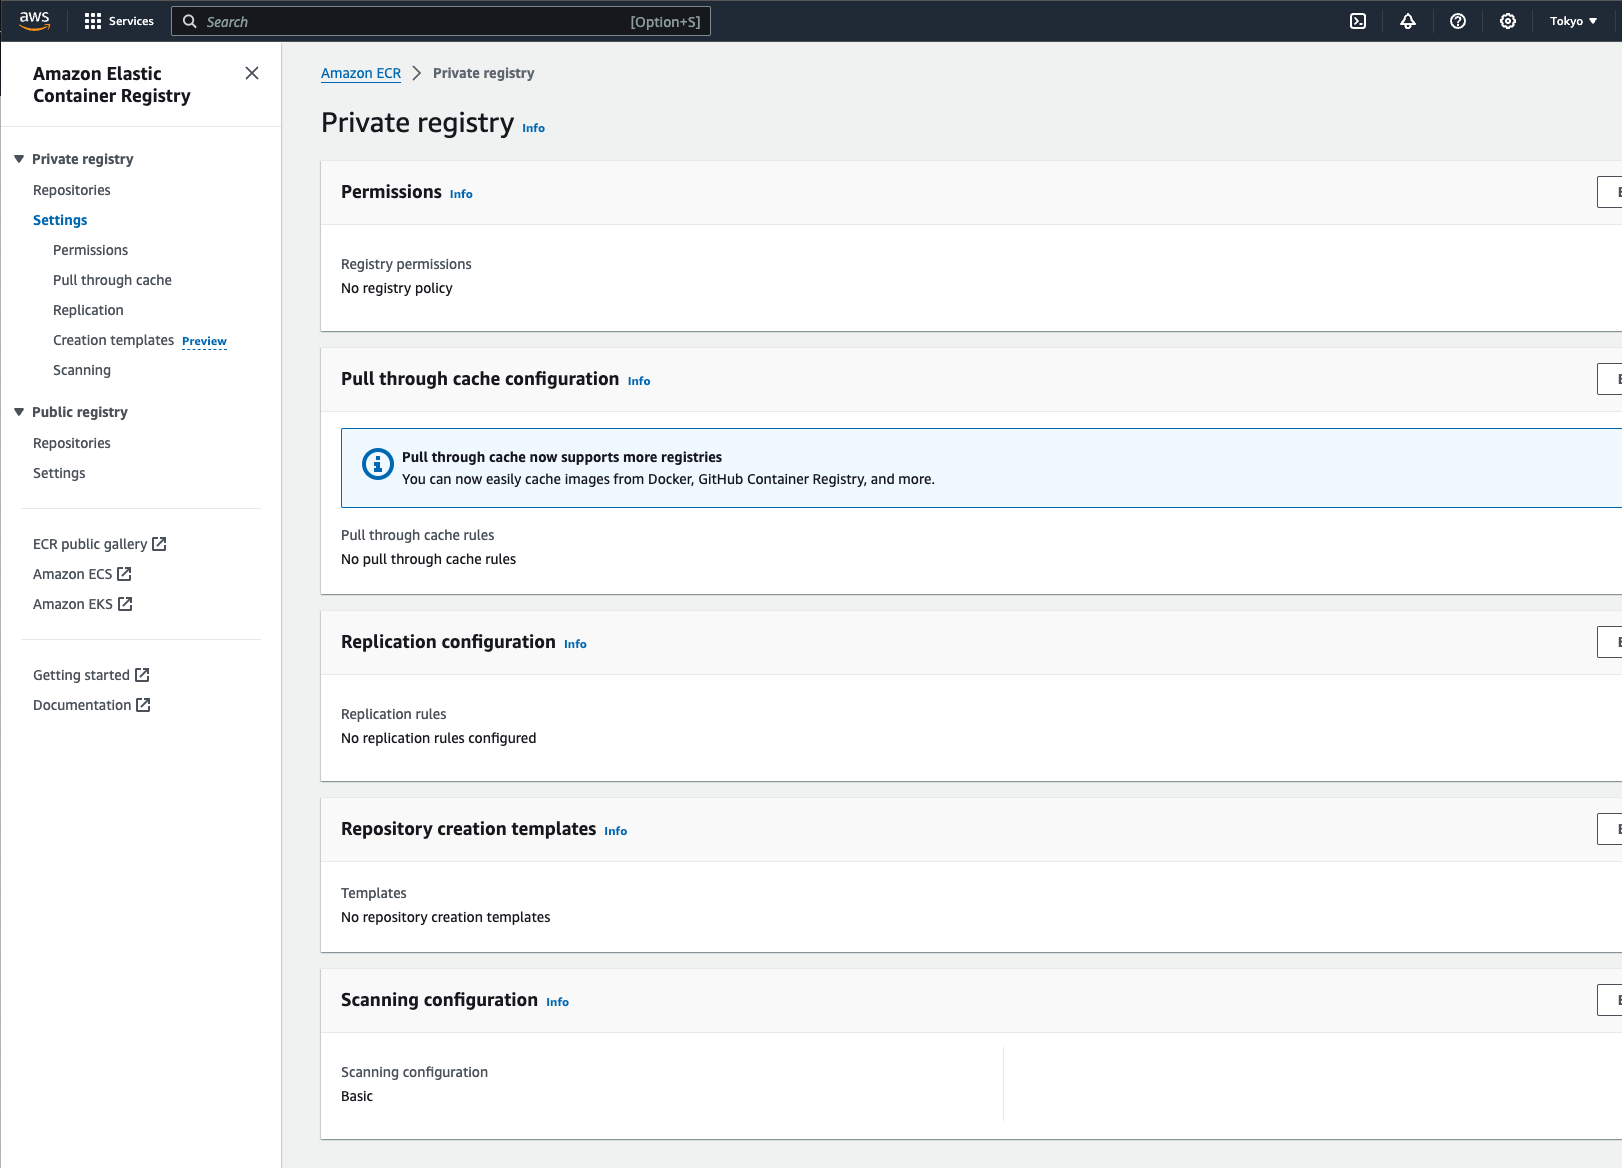 aws
Services
Search
[Option+S]
Tokyo
Amazon Elastic
Container Registry
Private registry
Repositories
Settings
Permissions
Pull through cache
Replication
Creation templates Preview
Scanning
Public registry
Repositories
Settings
ECR public gallery
Amazon ECS
Amazon EKS
Getting started
Documentation
Amazon ECR > Private registry
Private registry Info
Permissions Info
Registry permissions
No registry policy
Pull through cache configuration Info
Pull through cache now supports more registries
You can now easily cache images from Docker, GitHub Container Registry, and more.
Pull through cache rules
No pull through cache rules
Replication configuration Info
Replication rules
No replication rules configured
Repository creation templates Info
Templates
No repository creation templates
Scanning configuration Info
Scanning configuration
Basic